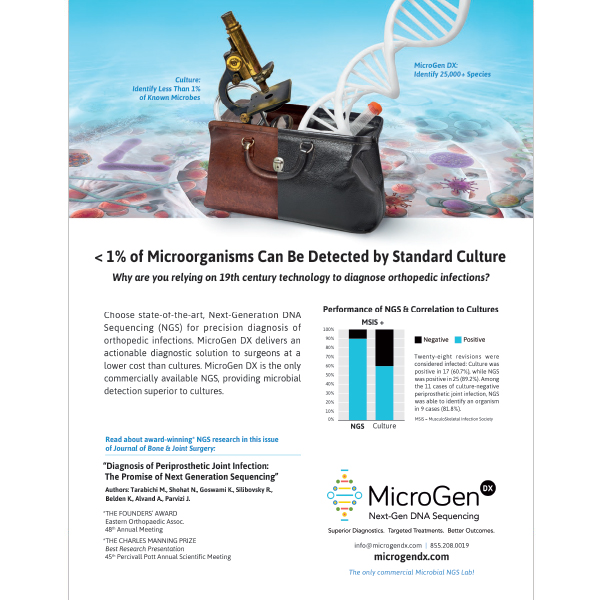 Culture:
Identify Less Than 1%
of Known Microbes
MicroGen DX:
Identify 25,000+ Species
< 1% of Microorganisms Can Be Detected by Standard Culture
Why are you relying on 19th century technology to diagnose orthopedic infections?
Choose state-of-the-art, Next-Generation DNA
Sequencing (NGS) for precision diagnosis of
orthopedic infections. MicroGen DX delivers an
actionable diagnostic solution to surgeons at a
lower cost than cultures. MicroGen DX is the only
commercially available NGS, providing microbial
detection superior to cultures.
Performance of NGS & Correlation to Cultures
MSIS +
100%
90%
80%
70%
60%
50%
40%
30%
20%
10%
0%
NGS Culture
Negative Positive
Twenty-eight revisions were
considered infected: Culture was
positive in 17 (60.7%), while NGS
was positive in 25 (89.2%). Among
the 11 cases of culture-negative
periprosthetic joint infection, NGS
was able to identify an organism
in 9 cases (81.8%).
MSIS = MusculoSkeletal Infection Society
Read about award-winning* NGS research in this issue
of Journal of Bone & Joint Surgery:
"Diagnosis of Periprosthetic Joint Infection:
The Promise of Next Generation Sequencing"
Authors: Tarabichi M., Shohat N., Goswami K., Silibovsky R.,
Belden K., Alvand A., Parvizi J.
*THE FOUNDERS' AWARD
Eastern Orthopaedic Assoc.
48th Annual Meeting
*THE CHARLES MANNING PRIZE
Best Research Presentation
45th Percivall Pott Annual Scientific Meeting
MicroGen DX
Next-Gen DNA Sequencing
Superior Diagnostics. Targeted Treatments. Better Outcomes.
info@microgendx.com | 855.208.0019
microgendx.com
The only commercial Microbial NGS Lab!